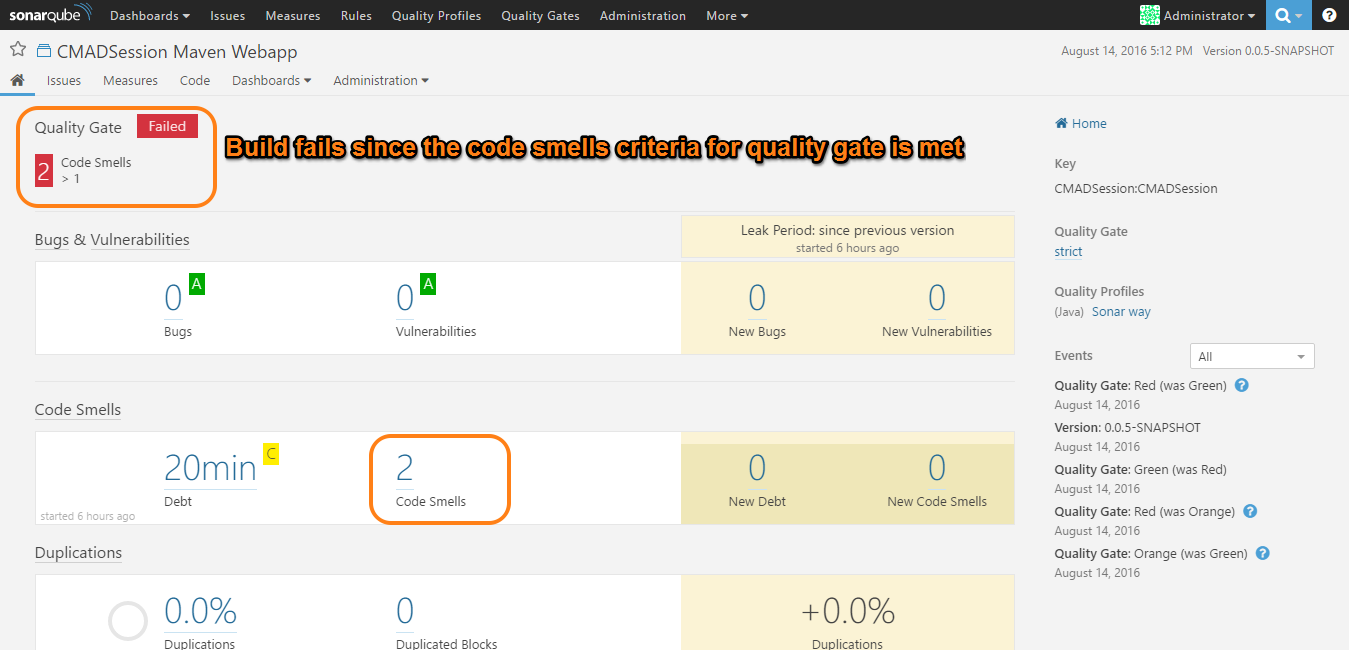 sonarqube Dashboards Issues Measures Rules Quality Profiles Quality Gates Administration More Administrator ?
CMADSession Maven Webapp August 14, 2016 5:12 PM Version 0.0.5-SNAPSHOT
Issues Measures Code Dashboards Administration
Quality Gate Failed
2 Code Smells
> 1
Build fails since the code smells criteria for quality gate is met
Bugs & Vulnerabilities
Leak Period: since previous version
started 6 hours ago
0 A 0 A 0 0
Bugs Vulnerabilities New Bugs New Vulnerabilities
Code Smells
20min C 2 0 0
Debt Code Smells New Debt New Code Smells
started 6 hours ago
Duplications
0.0% 0 +0.0%
Duplications Duplicated Blocks Duplications
Home
Key
CMADSession:CMADSession
Quality Gate
strict
Quality Profiles
(Java) Sonar way
Events All
Quality Gate: Red (was Green) ?
August 14, 2016
Version: 0.0.5-SNAPSHOT
August 14, 2016
Quality Gate: Green (was Red)
August 14, 2016
Quality Gate: Red (was Orange) ?
August 14, 2016
Quality Gate: Orange (was Green) ?
August 14, 2016